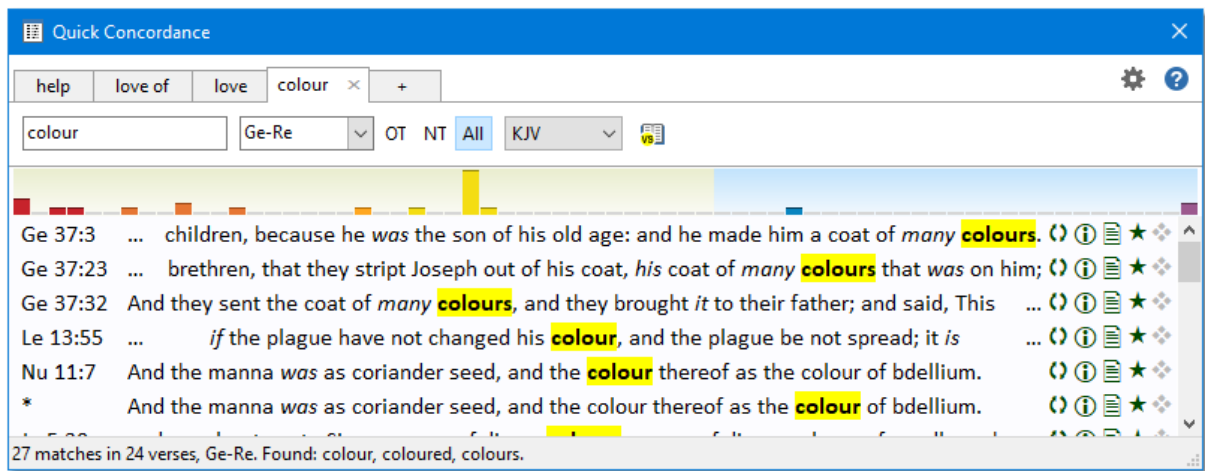 Quick Concordance
help love of love colour +
colour Ge-Re OT NT All KJV VS
Ge 37:3 ... children, because he was the son of his old age: and he made him a coat of many colours.
Ge 37:23 ... brethren, that they stript Joseph out of his coat, his coat of many colours that was on him;
Ge 37:32 And they sent the coat of many colours, and they brought it to their father; and said, This ...
Le 13:55 ... if the plague have not changed his colour, and the plague be not spread; it is ...
Nu 11:7 And the manna was as coriander seed, and the colour thereof as the colour of bdellium.
* And the manna was as coriander seed, and the colour thereof as the colour of bdellium.
27 matches in 24 verses, Ge-Re. Found: colour, coloured, colours.